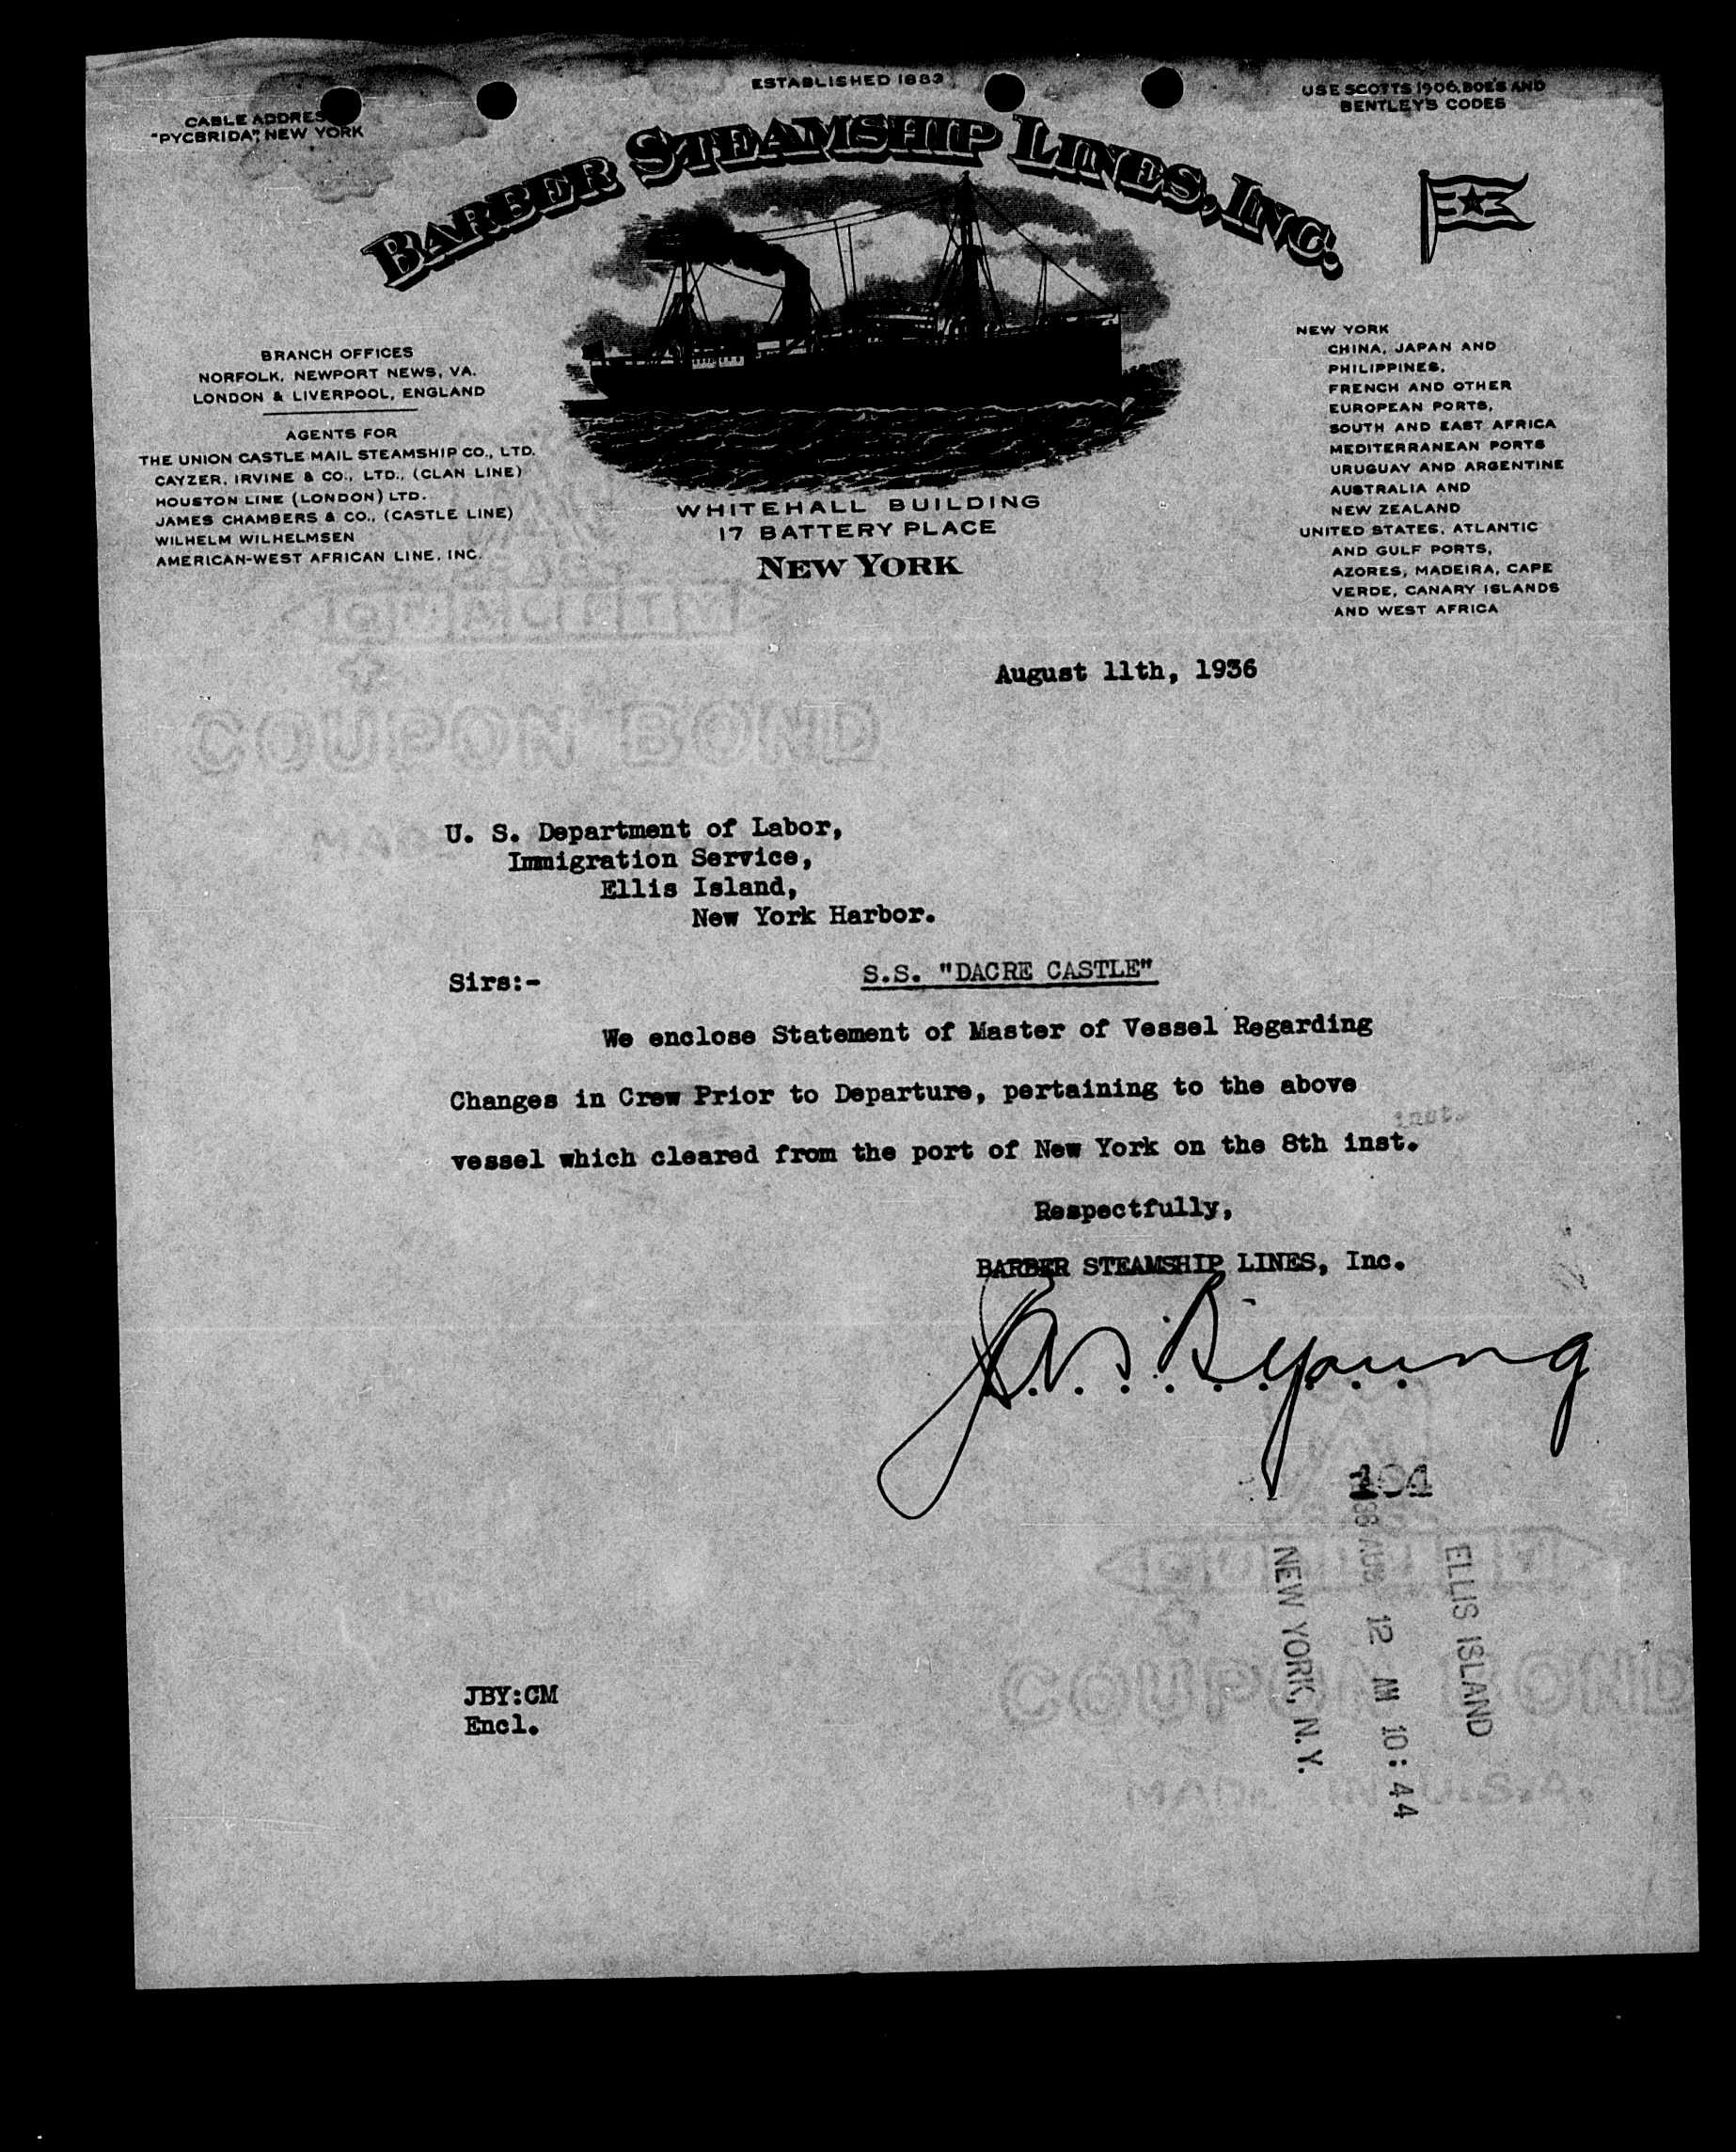 ESTABLISHED 1883
CABLE ADDRES
"PYCBRIDA", NEW YORK
USE SCOTTS 1906, BOE'S AND
BENTLEY'S CODES
BARBER STEAMSHIP LINES, INC.
BRANCH OFFICES
NORFOLK, NEWPORT NEWS, VA.
LONDON & LIVERPOOL, ENGLAND
AGENTS FOR
THE UNION CASTLE MAIL STEAMSHIP CO., LTD.
CAYZER, IRVINE & CO., LTD., (CLAN LINE)
HOUSTON LINE (LONDON) LTD.
JAMES CHAMBERS & CO., (CASTLE LINE)
WILHELM WILHELMSEN
AMERICAN-WEST AFRICAN LINE, INC.
WHITEHALL BUILDING
17 BATTERY PLACE
NEW YORK
NEW YORK
CHINA, JAPAN AND
PHILIPPINES,
FRENCH AND OTHER
EUROPEAN PORTS,
SOUTH AND EAST AFRICA
MEDITERRANEAN PORTS
URUGUAY AND ARGENTINE
AUSTRALIA AND
NEW ZEALAND
UNITED STATES, ATLANTIC
AND GULF PORTS,
AZORES, MADEIRA, CAPE
VERDE, CANARY ISLANDS
AND WEST AFRICA
August 11th, 1936
COUPON BOND
U. S. Department of Labor,
Immigration Service,
Ellis Island,
New York Harbor.
Sirs:-
S.S. "DACRE CASTLE"
We enclose Statement of Master of Vessel Regarding
Changes in Crew Prior to Departure, pertaining to the above
vessel which cleared from the port of New York on the 8th inst.
Respectfully,
BARBER STEAMSHIP LINES, Inc.
Jas. B. Young
ELLIS ISLAND
AUG 12 AM 10:44
NEW YORK, N.Y.
COUPON BOND
MADE IN U.S.A.
JBY:CM
Encl.